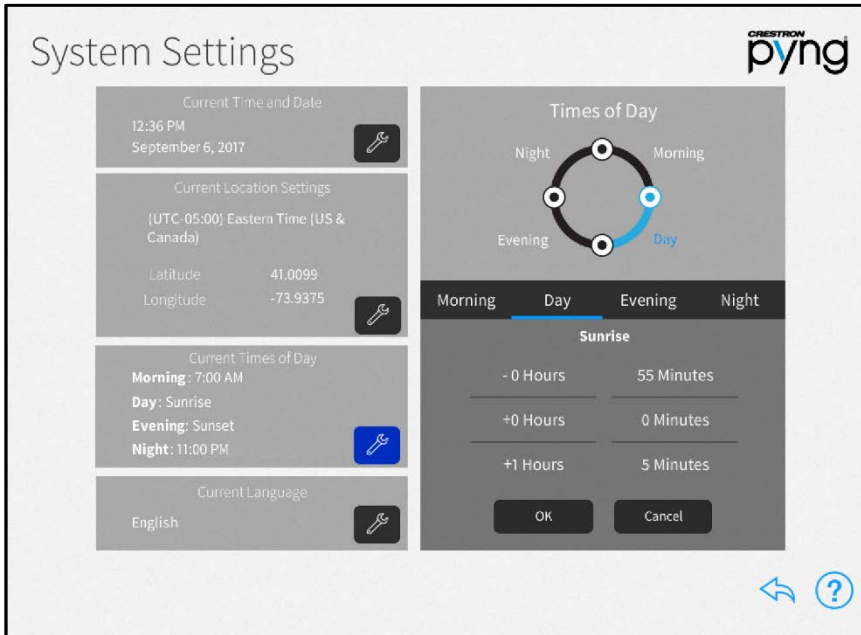 System Settings
CRESTRON
pyng
Current Time and Date
12:36 PM
September 6, 2017
Current Location Settings
(UTC-05:00) Eastern Time (US &
Canada)
Latitude 41.0099
Longitude -73.9375
Current Times of Day
Morning: 7:00 AM
Day: Sunrise
Evening: Sunset
Night: 11:00 PM
Current Language
English
Times of Day
Night Morning
Evening Day
Morning Day Evening Night
Sunrise
- 0 Hours 55 Minutes
+0 Hours 0 Minutes
+1 Hours 5 Minutes
OK Cancel
?